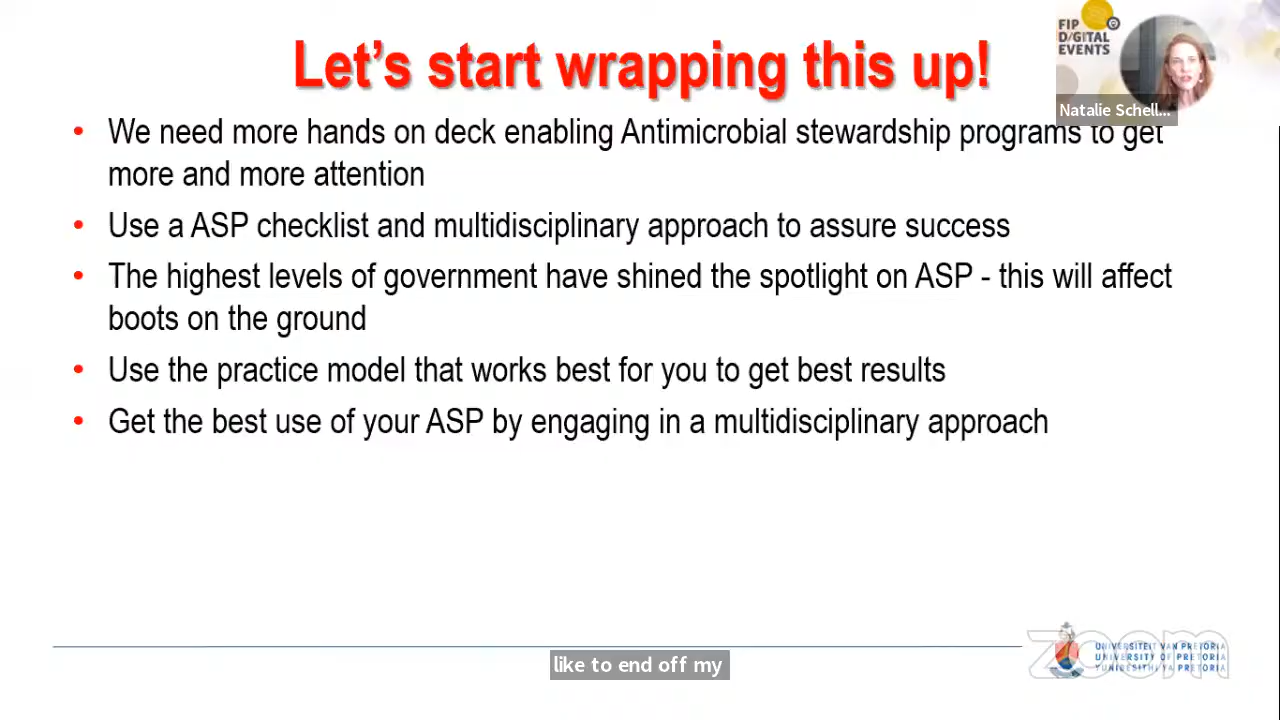 Let's start wrapping this up!
FIP
D/GITAL
EVENTS
Natalie Schell...
• We need more hands on deck enabling Antimicrobial stewardship programs to get
more and more attention
• Use a ASP checklist and multidisciplinary approach to assure success
• The highest levels of government have shined the spotlight on ASP - this will affect
boots on the ground
• Use the practice model that works best for you to get best results
• Get the best use of your ASP by engaging in a multidisciplinary approach
zoom
UNIVERSITEIT VAN PRETORIA
UNIVERSITY OF PRETORIA
YUNIBESITHI YA PRETORIA
like to end off my